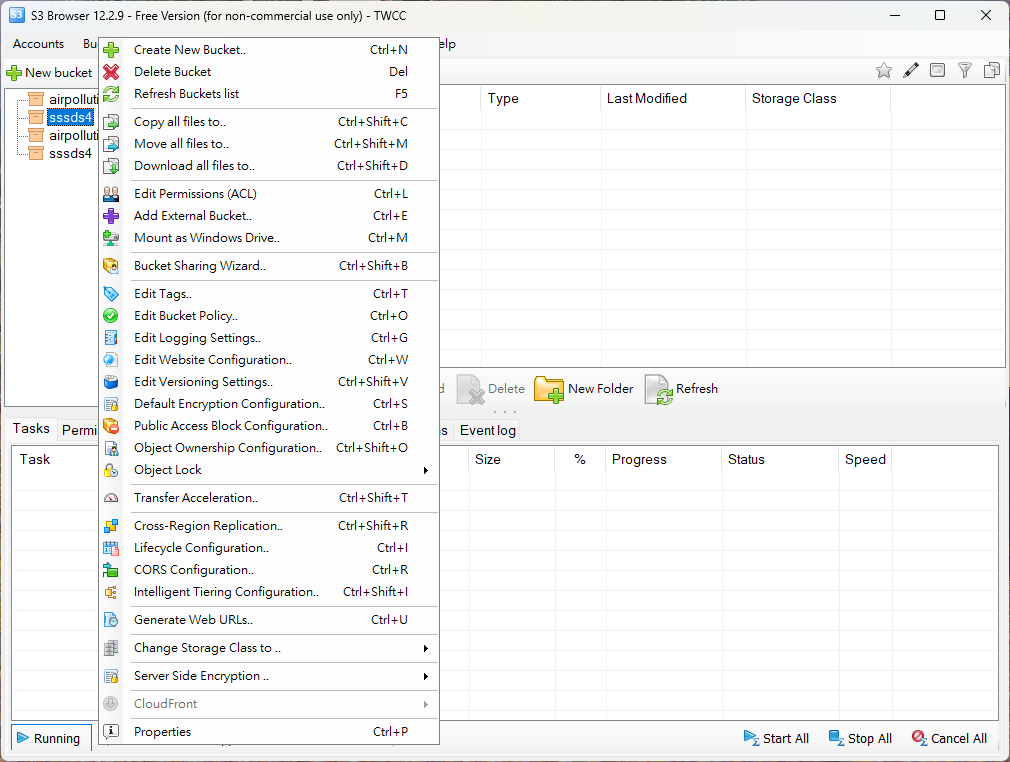 S3 Browser 12.2.9 - Free Version (for non-commercial use only) - TWCC
Accounts Bu elp
New bucket
airpolluti
sssds4
airpolluti
sssds4
Create New Bucket.. Ctrl+N
Delete Bucket Del
Refresh Buckets list F5
Copy all files to.. Ctrl+Shift+C
Move all files to.. Ctrl+Shift+M
Download all files to.. Ctrl+Shift+D
Edit Permissions (ACL) Ctrl+L
Add External Bucket.. Ctrl+E
Mount as Windows Drive.. Ctrl+M
Bucket Sharing Wizard.. Ctrl+Shift+B
Edit Tags.. Ctrl+T
Edit Bucket Policy.. Ctrl+O
Edit Logging Settings.. Ctrl+G
Edit Website Configuration.. Ctrl+W
Edit Versioning Settings.. Ctrl+Shift+V
Default Encryption Configuration.. Ctrl+S
Public Access Block Configuration.. Ctrl+B
Object Ownership Configuration.. Ctrl+Shift+O
Object Lock
Transfer Acceleration.. Ctrl+Shift+T
Cross-Region Replication.. Ctrl+Shift+R
Lifecycle Configuration.. Ctrl+I
CORS Configuration.. Ctrl+R
Intelligent Tiering Configuration.. Ctrl+Shift+I
Generate Web URLs.. Ctrl+U
Change Storage Class to ..
Server Side Encryption ..
CloudFront
Properties Ctrl+P
Type Last Modified Storage Class
d Delete New Folder Refresh
Tasks Permi s Event log
Task Size % Progress Status Speed
Running Start All Stop All Cancel All